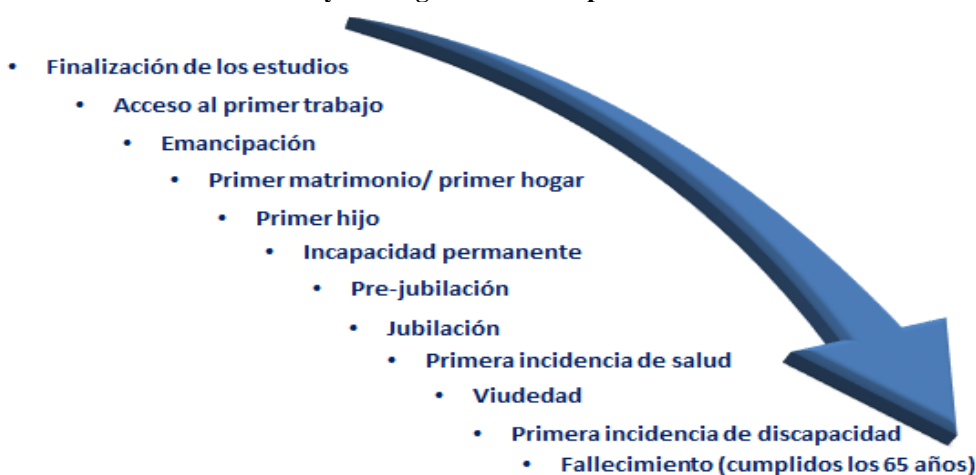 • Finalización de los estudios
• Acceso al primer trabajo
• Emancipación
• Primer matrimonio/ primer hogar
• Primer hijo
• Incapacidad permanente
• Pre-jubilación
• Jubilación
• Primera incidencia de salud
• Viudedad
• Primera incidencia de discapacidad
• Fallecimiento (cumplidos los 65 años)